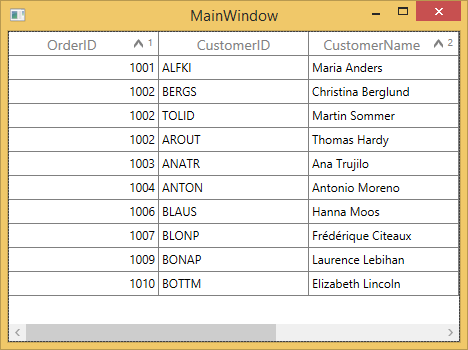 MainWindow
OrderID 1 CustomerID CustomerName 2
1001 ALFKI Maria Anders
1002 BERGS Christina Berglund
1002 TOLID Martin Sommer
1002 AROUT Thomas Hardy
1003 ANATR Ana Trujilo
1004 ANTON Antonio Moreno
1006 BLAUS Hanna Moos
1007 BLONP Frédérique Citeaux
1009 BONAP Laurence Lebihan
1010 BOTTM Elizabeth Lincoln